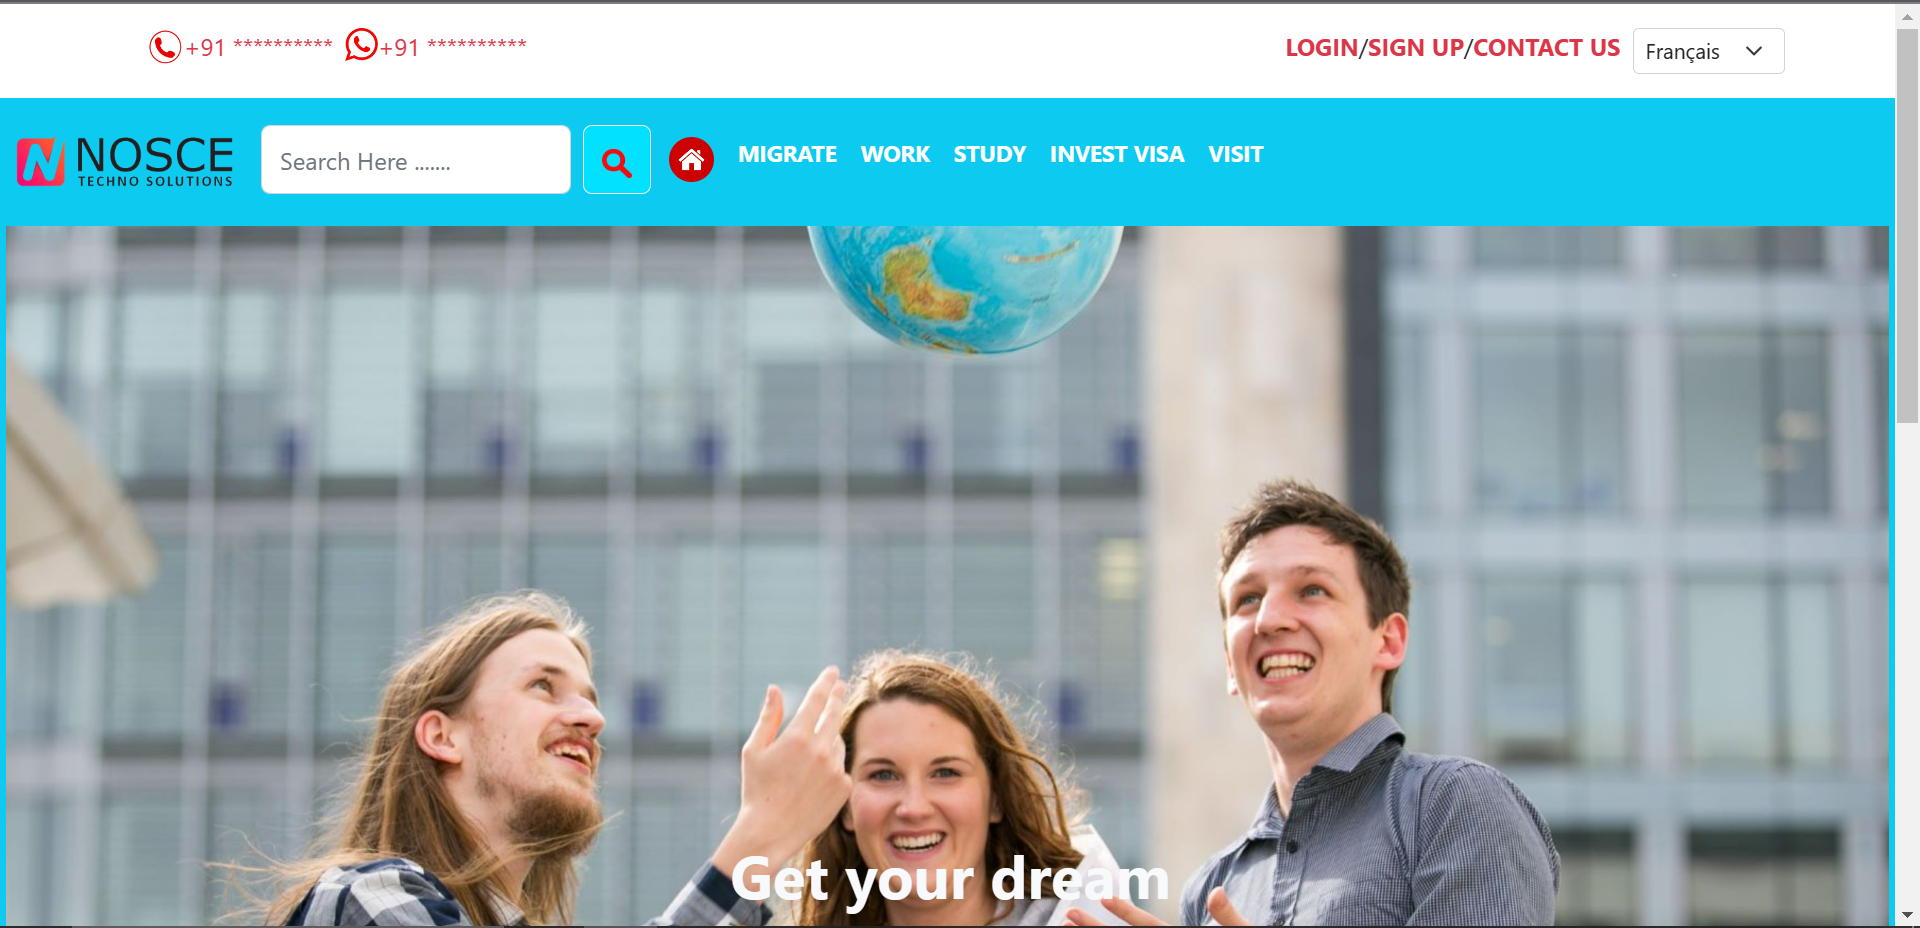 +91 ********** +91 **********
LOGIN/SIGN UP/CONTACT US Français
NOSCE
TECHNO SOLUTIONS
Search Here .......
MIGRATE WORK STUDY INVEST VISA VISIT
Get your dream